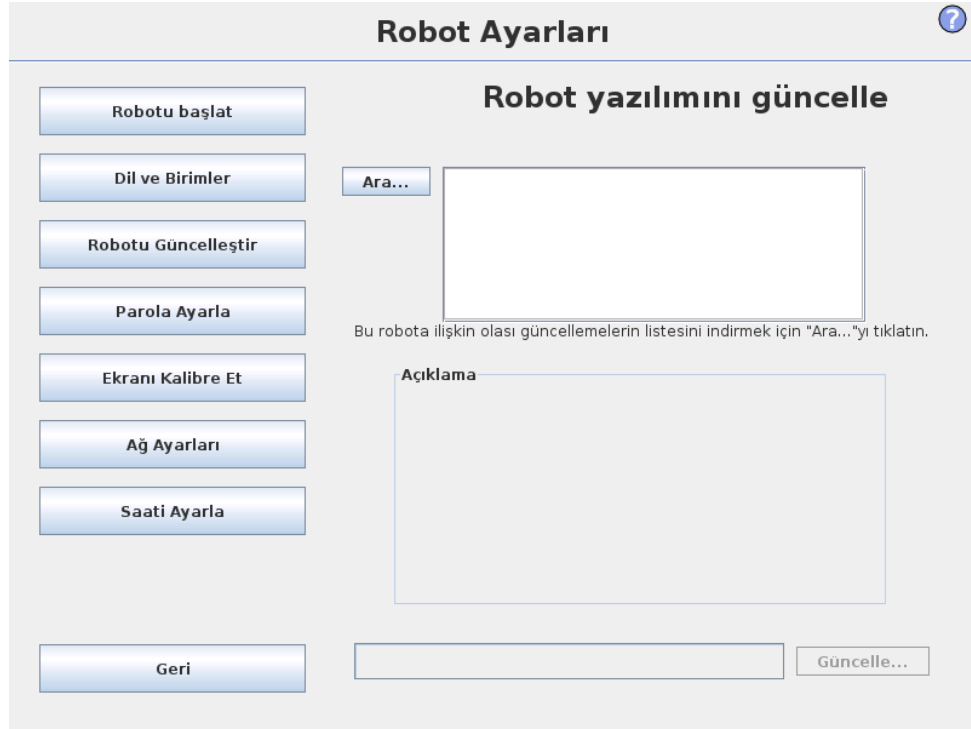 Robot Ayarları
?
Robotu başlat
Dil ve Birimler
Robotu Güncelleştir
Parola Ayarla
Ekranı Kalibre Et
Ağ Ayarları
Saati Ayarla
Geri
Robot yazılımını güncelle
Ara...
Bu robota ilişkin olası güncellemelerin listesini indirmek için "Ara..."yı tıklatın.
Açıklama
Güncelle...